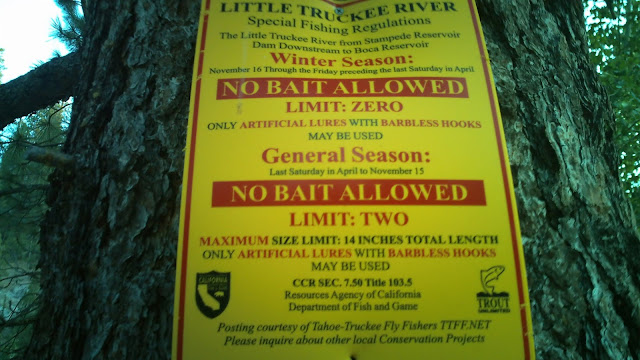 LITTLE TRUCKEE RIVER
Special Fishing Regulations
The Little Truckee River from Stampede Reservoir
Dam Downstream to Boca Reservoir
Winter Season:
November 16 Through the Friday preceding the last Saturday in April
NO BAIT ALLOWED
LIMIT: ZERO
ONLY ARTIFICIAL LURES WITH BARBLESS HOOKS
MAY BE USED
General Season:
Last Saturday in April to November 15
NO BAIT ALLOWED
LIMIT: TWO
MAXIMUM SIZE LIMIT: 14 INCHES TOTAL LENGTH
ONLY ARTIFICIAL LURES WITH BARBLESS HOOKS
MAY BE USED
CALIFORNIA
CCR SEC. 7.50 Title 103.5
Resources Agency of California
Department of Fish and Game
TROUT
UNLIMITED
Posting courtesy of Tahoe-Truckee Fly Fishers TTFF.NET
Please inquire about other local Conservation Projects